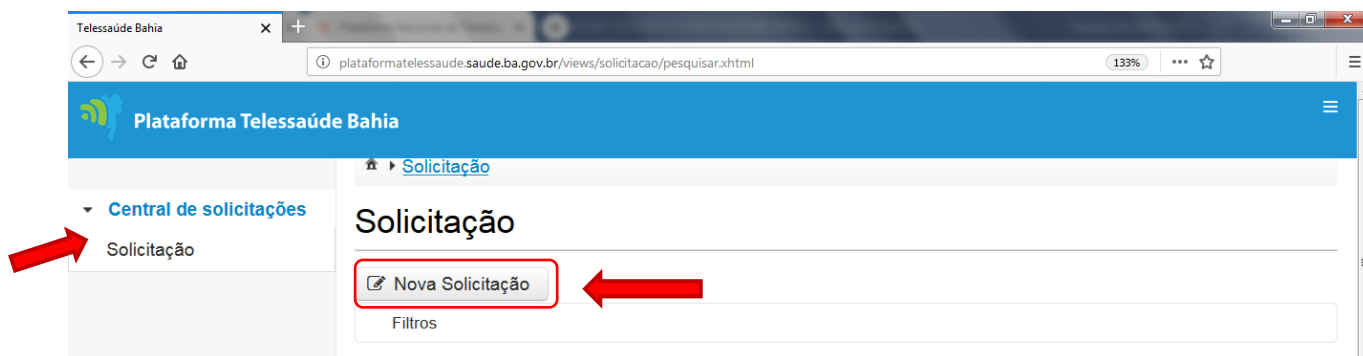 Telessaúde Bahia
plataformatelessaude.saude.ba.gov.br/views/solicitacao/pesquisar.xhtml
133%
Plataforma Telessaúde Bahia
Solicitação
Central de solicitações
Solicitação
Solicitação
Nova Solicitação
Filtros